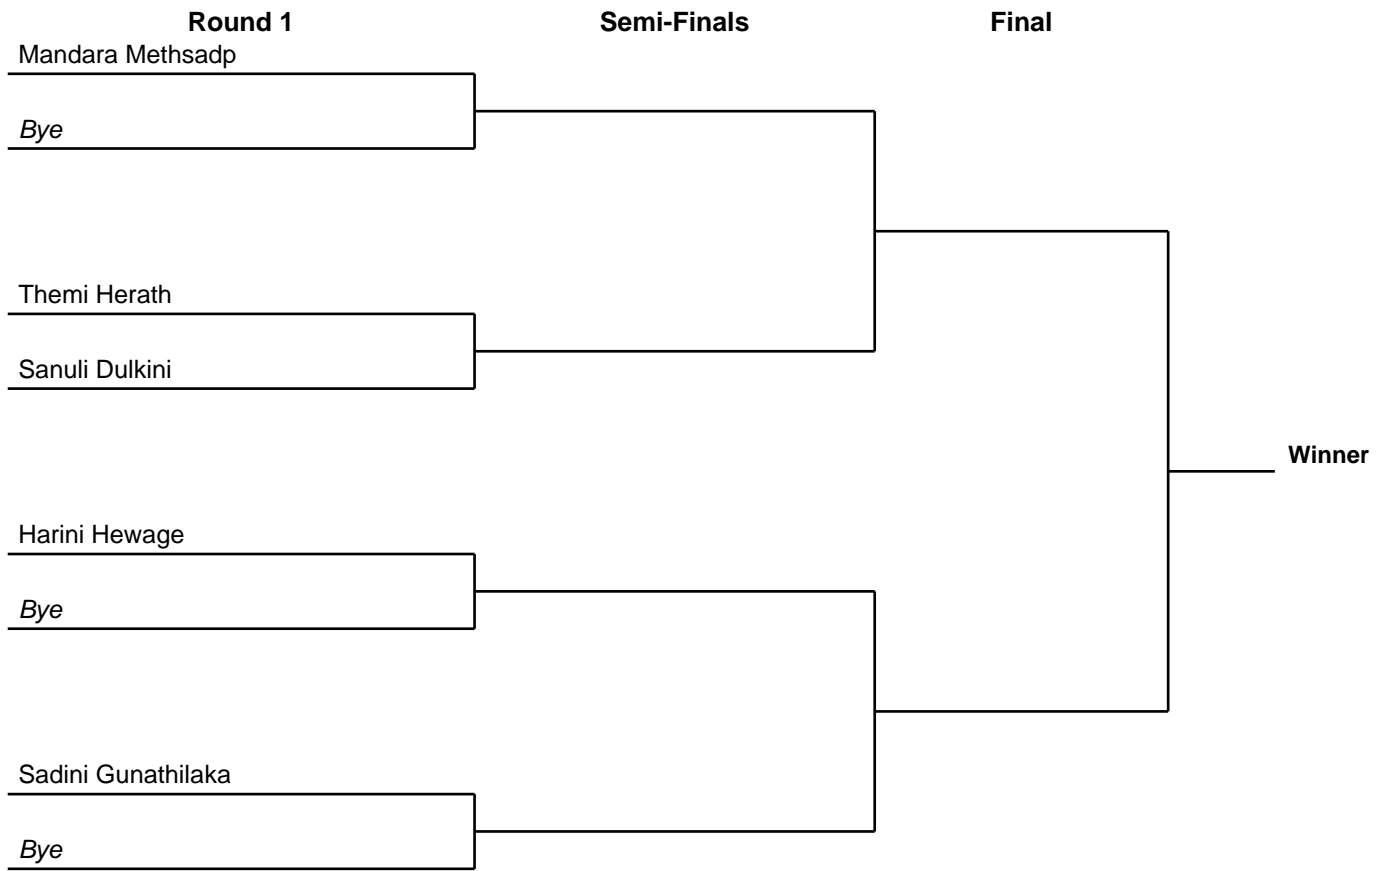 Round 1 Semi-Finals Final
Mandara Methsadp
Bye
Themi Herath
Sanuli Dulkini
Winner
Harini Hewage
Bye
Sadini Gunathilaka
Bye